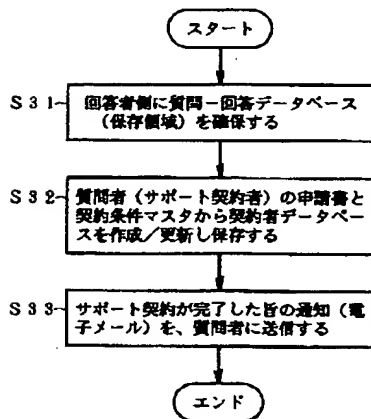 スタート
S31
回答者側に質問－回答データベース
（保存領域）を確保する
S32
質問者（サポート契約者）の申請書と
契約条件マスタから契約者データベース
を作成／更新し保存する
S33
サポート契約が完了した旨の通知（電
子メール）を、質問者に送信する
エンド